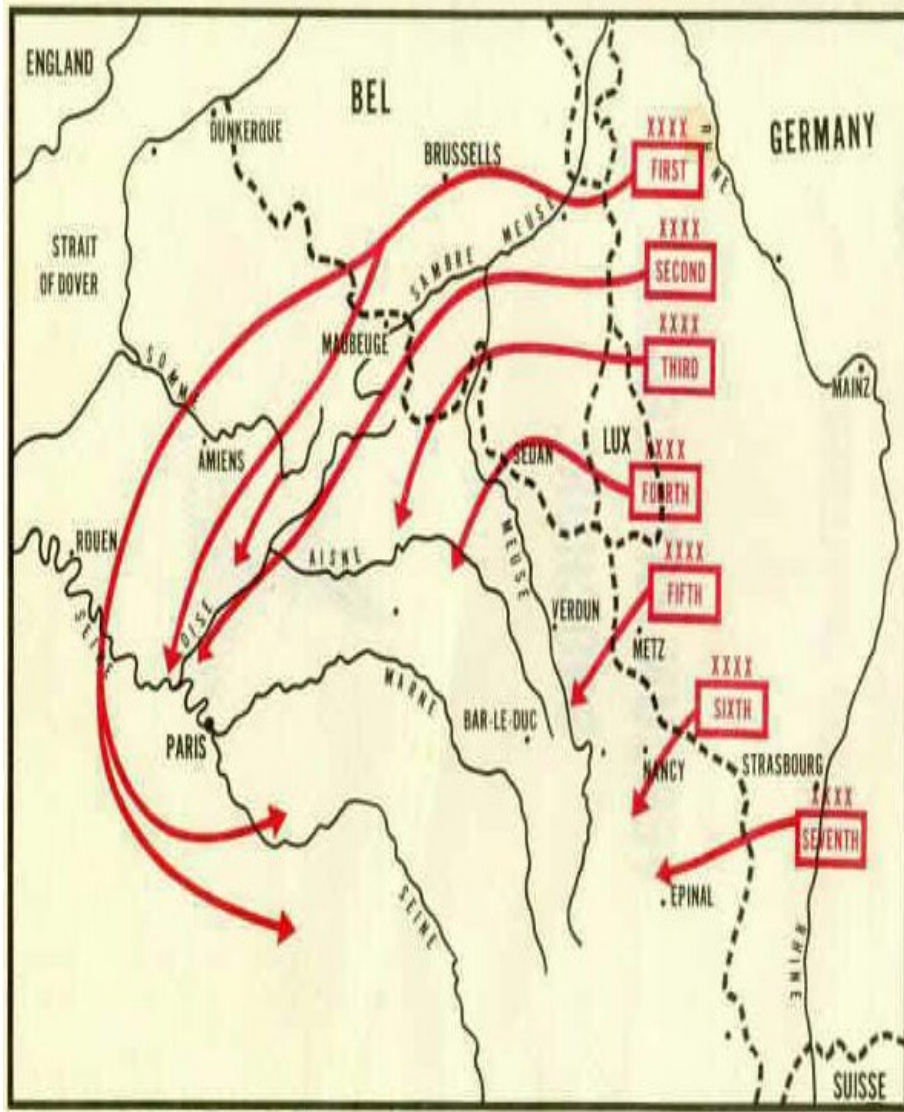 ENGLAND
BEL
DUNKERQUE
BRUSSELLS
XXXX
FIRST
RHINE
GERMANY
STRAIT
OF DOVER
SAMBRE
MEUSE
XXXX
SECOND
MAUBEUGE
XXXX
THIRD
MAINZ
SOMME
AMIENS
SEDAN
LUX
XXXX
FOURTH
ROUEN
AISNE
MEUSE
XXXX
FIFTH
SEINE
OISE
VERDUN
METZ
MARNE
XXXX
SIXTH
PARIS
BAR-LE-DUC
NANCY
STRASBOURG
XXXX
SEVENTH
EPINAL
SEINE
RHINE
SUISSE